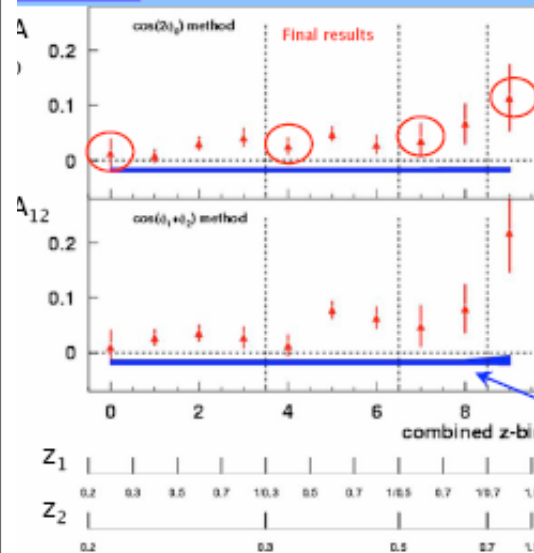 A
cos(2φ₀) method
Final results
0.2
0.1
0
A12
cos(φ₁+φ₂) method
0.2
0.1
0
0 2 4 6 8
combined z-bi
Z1
0.2 0.3 0.5 0.7 1/0.3 0.5 0.7 1/0.5 0.7 1/0.7 1.
Z2
0.2 0.3 0.5 0.7 1.